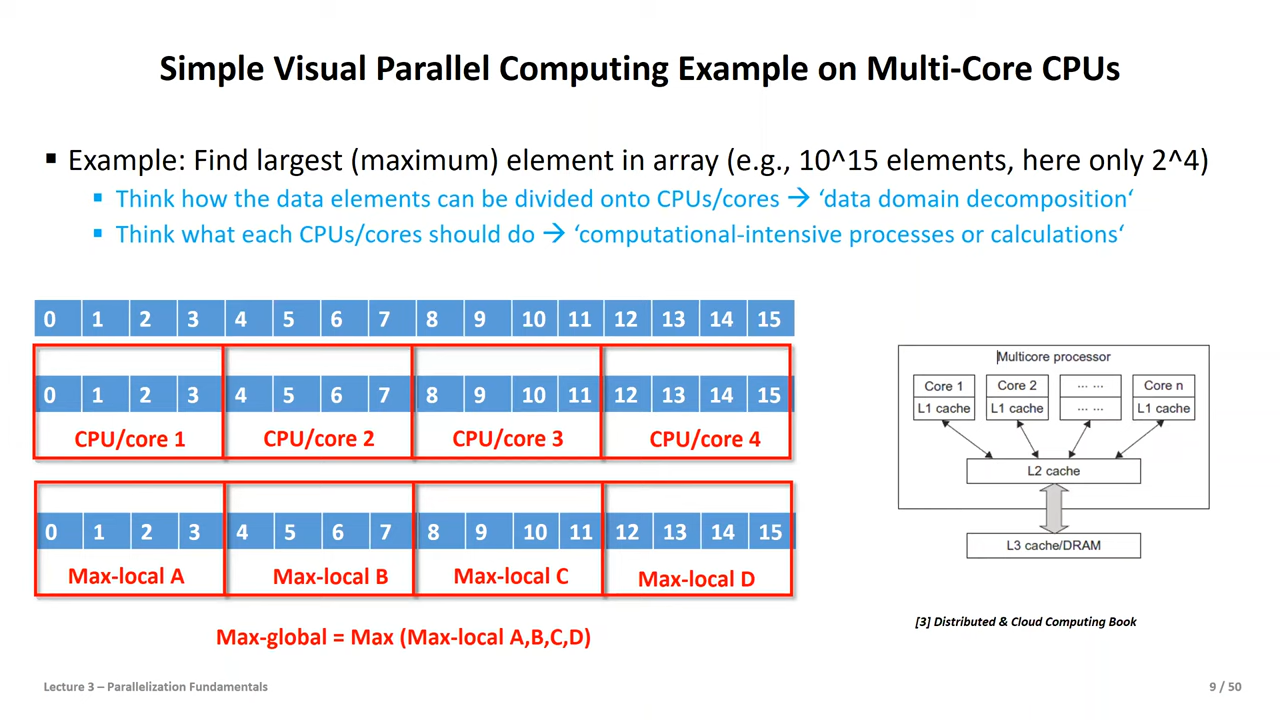 Simple Visual Parallel Computing Example on Multi-Core CPUs
▪ Example: Find largest (maximum) element in array (e.g., 10^15 elements, here only 2^4)
▪ Think how the data elements can be divided onto CPUs/cores → ‘data domain decomposition‘
▪ Think what each CPUs/cores should do → ‘computational-intensive processes or calculations‘
0 1 2 3 4 5 6 7 8 9 10 11 12 13 14 15
0 1 2 3 4 5 6 7 8 9 10 11 12 13 14 15
CPU/core 1 CPU/core 2 CPU/core 3 CPU/core 4
0 1 2 3 4 5 6 7 8 9 10 11 12 13 14 15
Max-local A Max-local B Max-local C Max-local D
Max-global = Max (Max-local A,B,C,D)
Multicore processor
Core 1 Core 2 ... ... Core n
L1 cache L1 cache ... ... L1 cache
L2 cache
L3 cache/DRAM
[3] Distributed & Cloud Computing Book
Lecture 3 – Parallelization Fundamentals
9 / 50